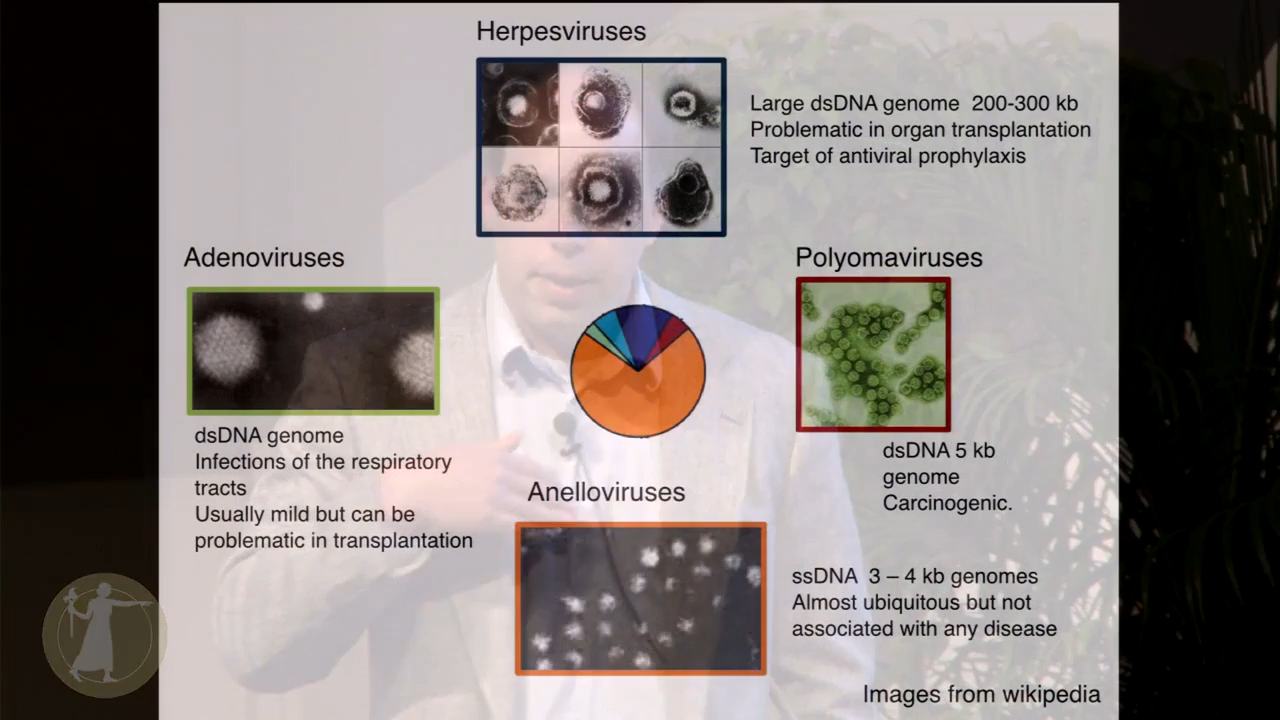 Herpesviruses
Large dsDNA genome 200-300 kb
Problematic in organ transplantation
Target of antiviral prophylaxis
Adenoviruses
dsDNA genome
Infections of the respiratory
tracts
Usually mild but can be
problematic in transplantation
Polyomaviruses
dsDNA 5 kb
genome
Carcinogenic.
Anelloviruses
ssDNA 3 – 4 kb genomes
Almost ubiquitous but not
associated with any disease
Images from wikipedia